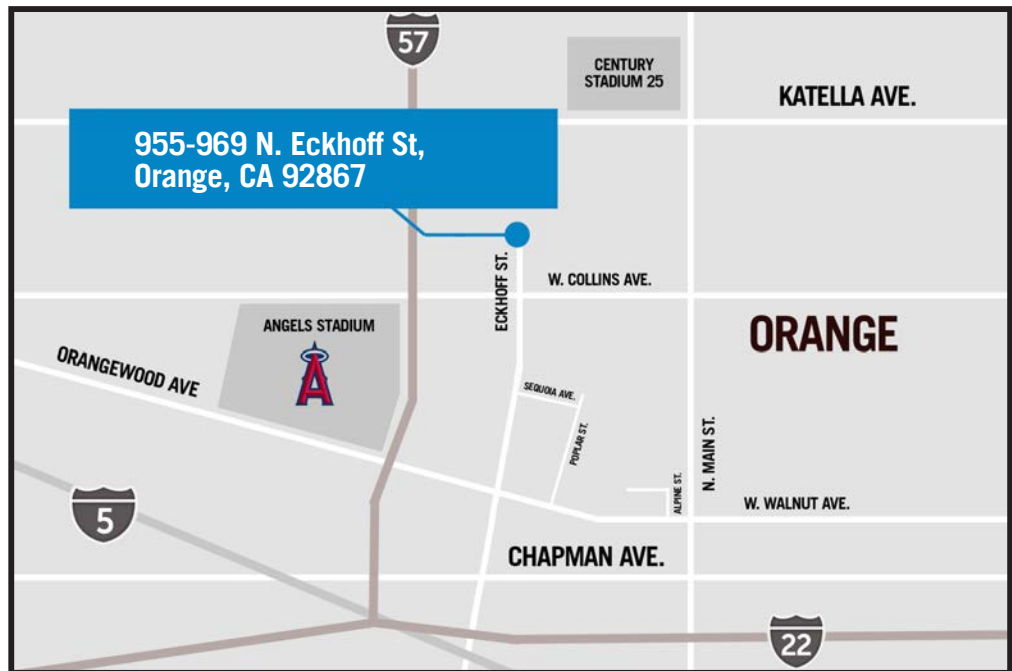 57
CENTURY
STADIUM 25
KATELLA AVE.
955-969 N. Eckhoff St,
Orange, CA 92867
ECKHOFF ST.
W. COLLINS AVE.
ANGELS STADIUM
A
ORANGE
ORANGEWOOD AVE
SEQUOIA AVE.
POPLAR ST.
N. MAIN ST.
ALPINE ST.
5
W. WALNUT AVE.
CHAPMAN AVE.
22